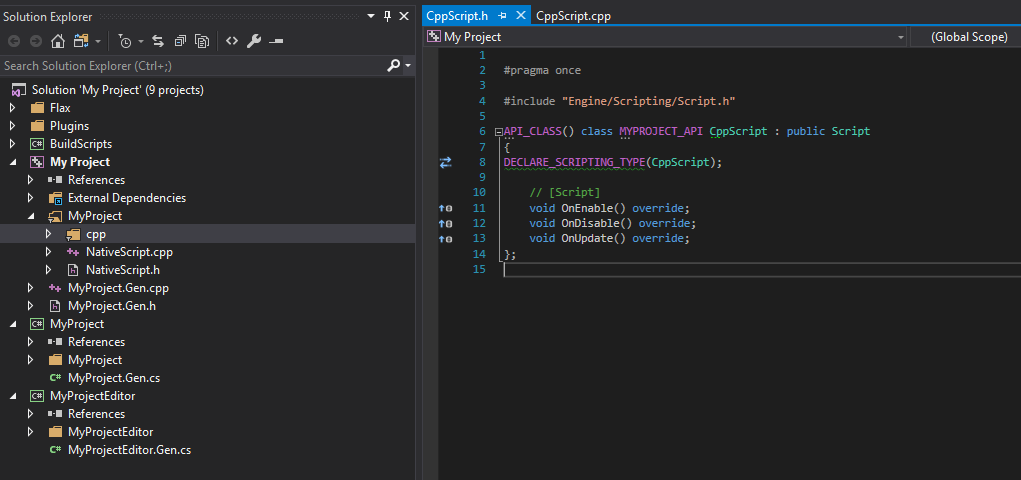 Solution Explorer
Search Solution Explorer (Ctrl+;)
Solution 'My Project' (9 projects)
Flax
Plugins
C# BuildScripts
My Project
References
External Dependencies
MyProject
cpp
NativeScript.cpp
NativeScript.h
MyProject.Gen.cpp
MyProject.Gen.h
C# MyProject
References
MyProject
C# MyProject.Gen.cs
C# MyProjectEditor
References
MyProjectEditor
C# MyProjectEditor.Gen.cs
CppScript.h CppScript.cpp
My Project (Global Scope)
1
2 #pragma once
3
4 #include "Engine/Scripting/Script.h"
5
6 API_CLASS() class MYPROJECT_API CppScript : public Script
7 {
8 DECLARE_SCRIPTING_TYPE(CppScript);
9
10 // [Script]
11 void OnEnable() override;
12 void OnDisable() override;
13 void OnUpdate() override;
14 };
15